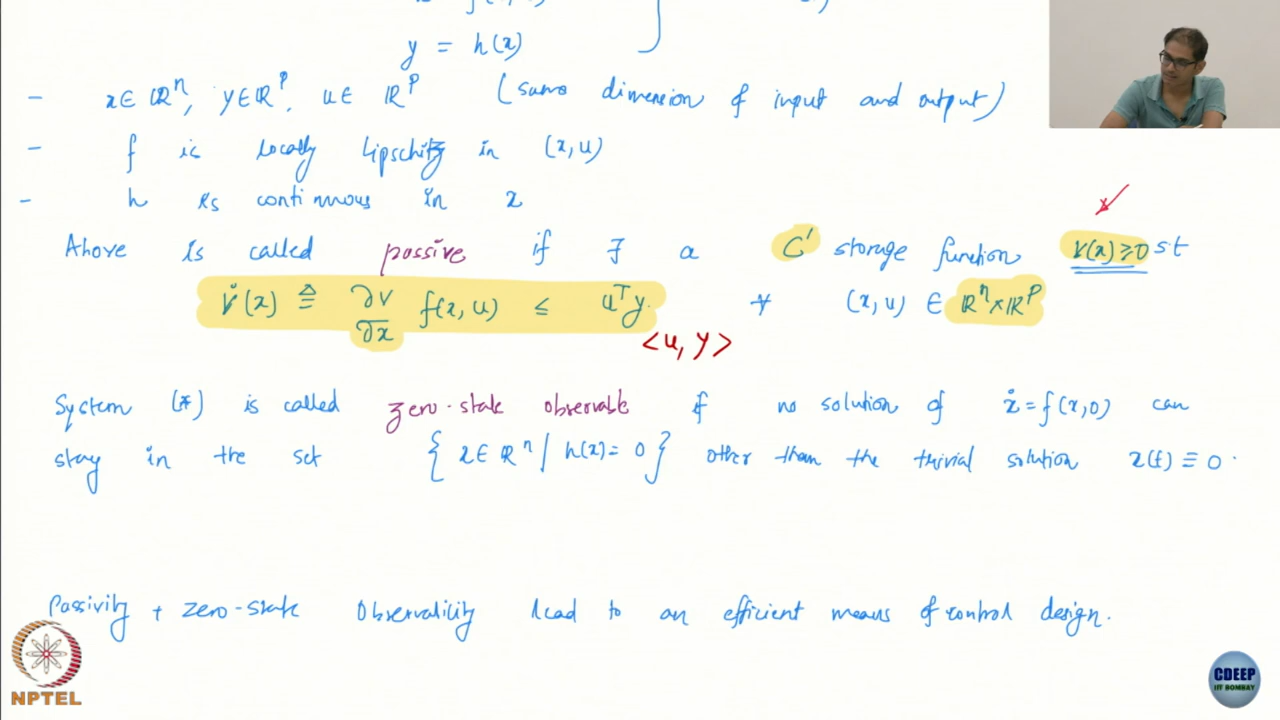 y = h(x)
- x ∈ ℝⁿ, y ∈ ℝᵖ, u ∈ ℝᵖ (same dimension of input and output)
- f is locally Lipschitz in (x,u)
- h is continuous in x
Above is called passive if ∃ a C¹ storage function V(x) ≥ 0 s.t
V̇(x) ≜ ∂V/∂x f(x,u) ≤ uᵀy ∀ (x,u) ∈ ℝⁿ×ℝᵖ
<u, y>
System (*) is called zero-state observable if no solution of ẋ = f(x,0) can
stay in the set {x ∈ ℝⁿ | h(x) = 0} other than the trivial solution x(t) ≡ 0.
Passivity + zero-state Observability lead to an efficient means of control design.
NPTEL
CDEEP
IIT BOMBAY